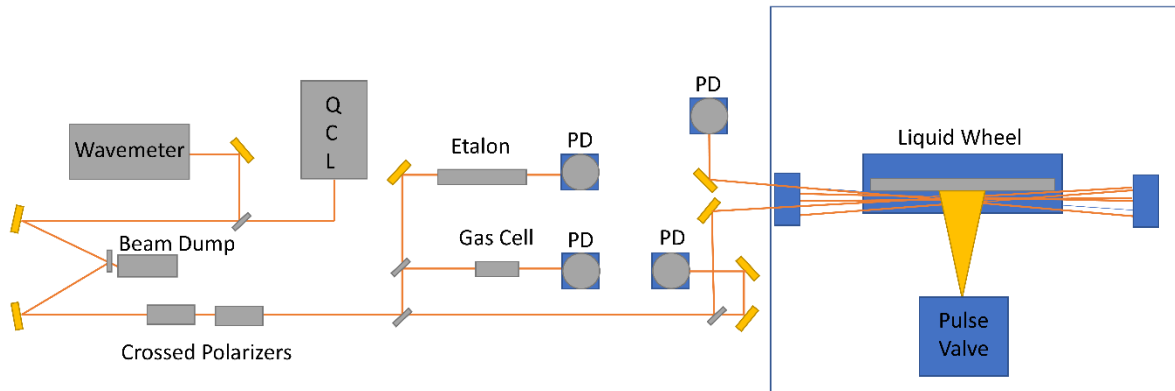 Wavemeter
Q
C
L
Etalon
PD
PD
Liquid Wheel
Beam Dump
Gas Cell
PD
PD
Crossed Polarizers
Pulse
Valve